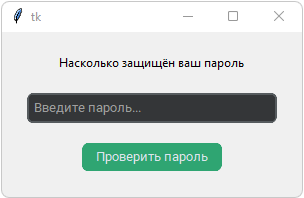 tk
Насколько защищён ваш пароль
Введите пароль...
Проверить пароль